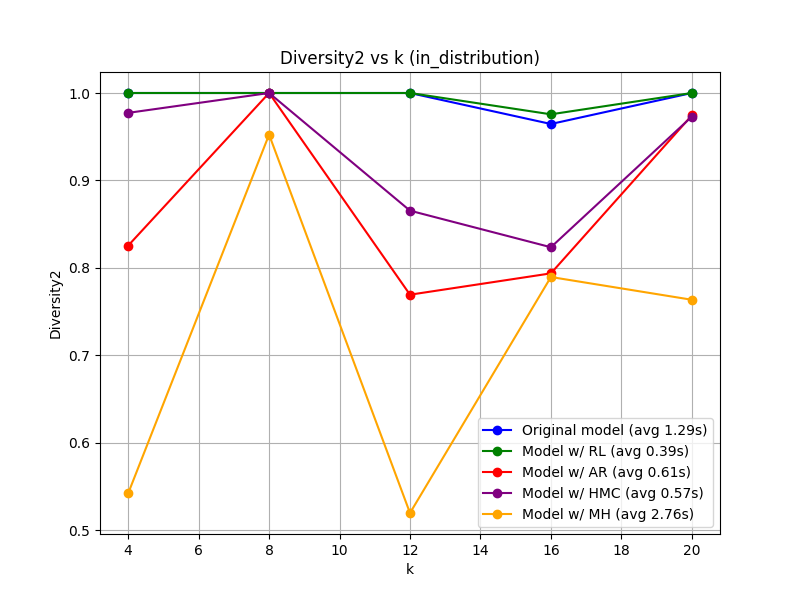 Diversity2 vs k (in_distribution)
Diversity2
1.0
0.9
0.8
0.7
0.6
0.5
4
6
8
10
12
14
16
18
20
k
Original model (avg 1.29s)
Model w/ RL (avg 0.39s)
Model w/ AR (avg 0.61s)
Model w/ HMC (avg 0.57s)
Model w/ MH (avg 2.76s)